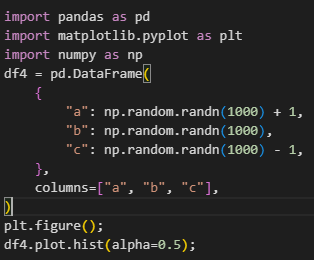 import pandas as pd
import matplotlib.pyplot as plt
import numpy as np
df4 = pd.DataFrame(
    {
        "a": np.random.randn(1000) + 1,
        "b": np.random.randn(1000),
        "c": np.random.randn(1000) - 1,
    },
    columns=["a", "b", "c"],
)
plt.figure();
df4.plot.hist(alpha=0.5);